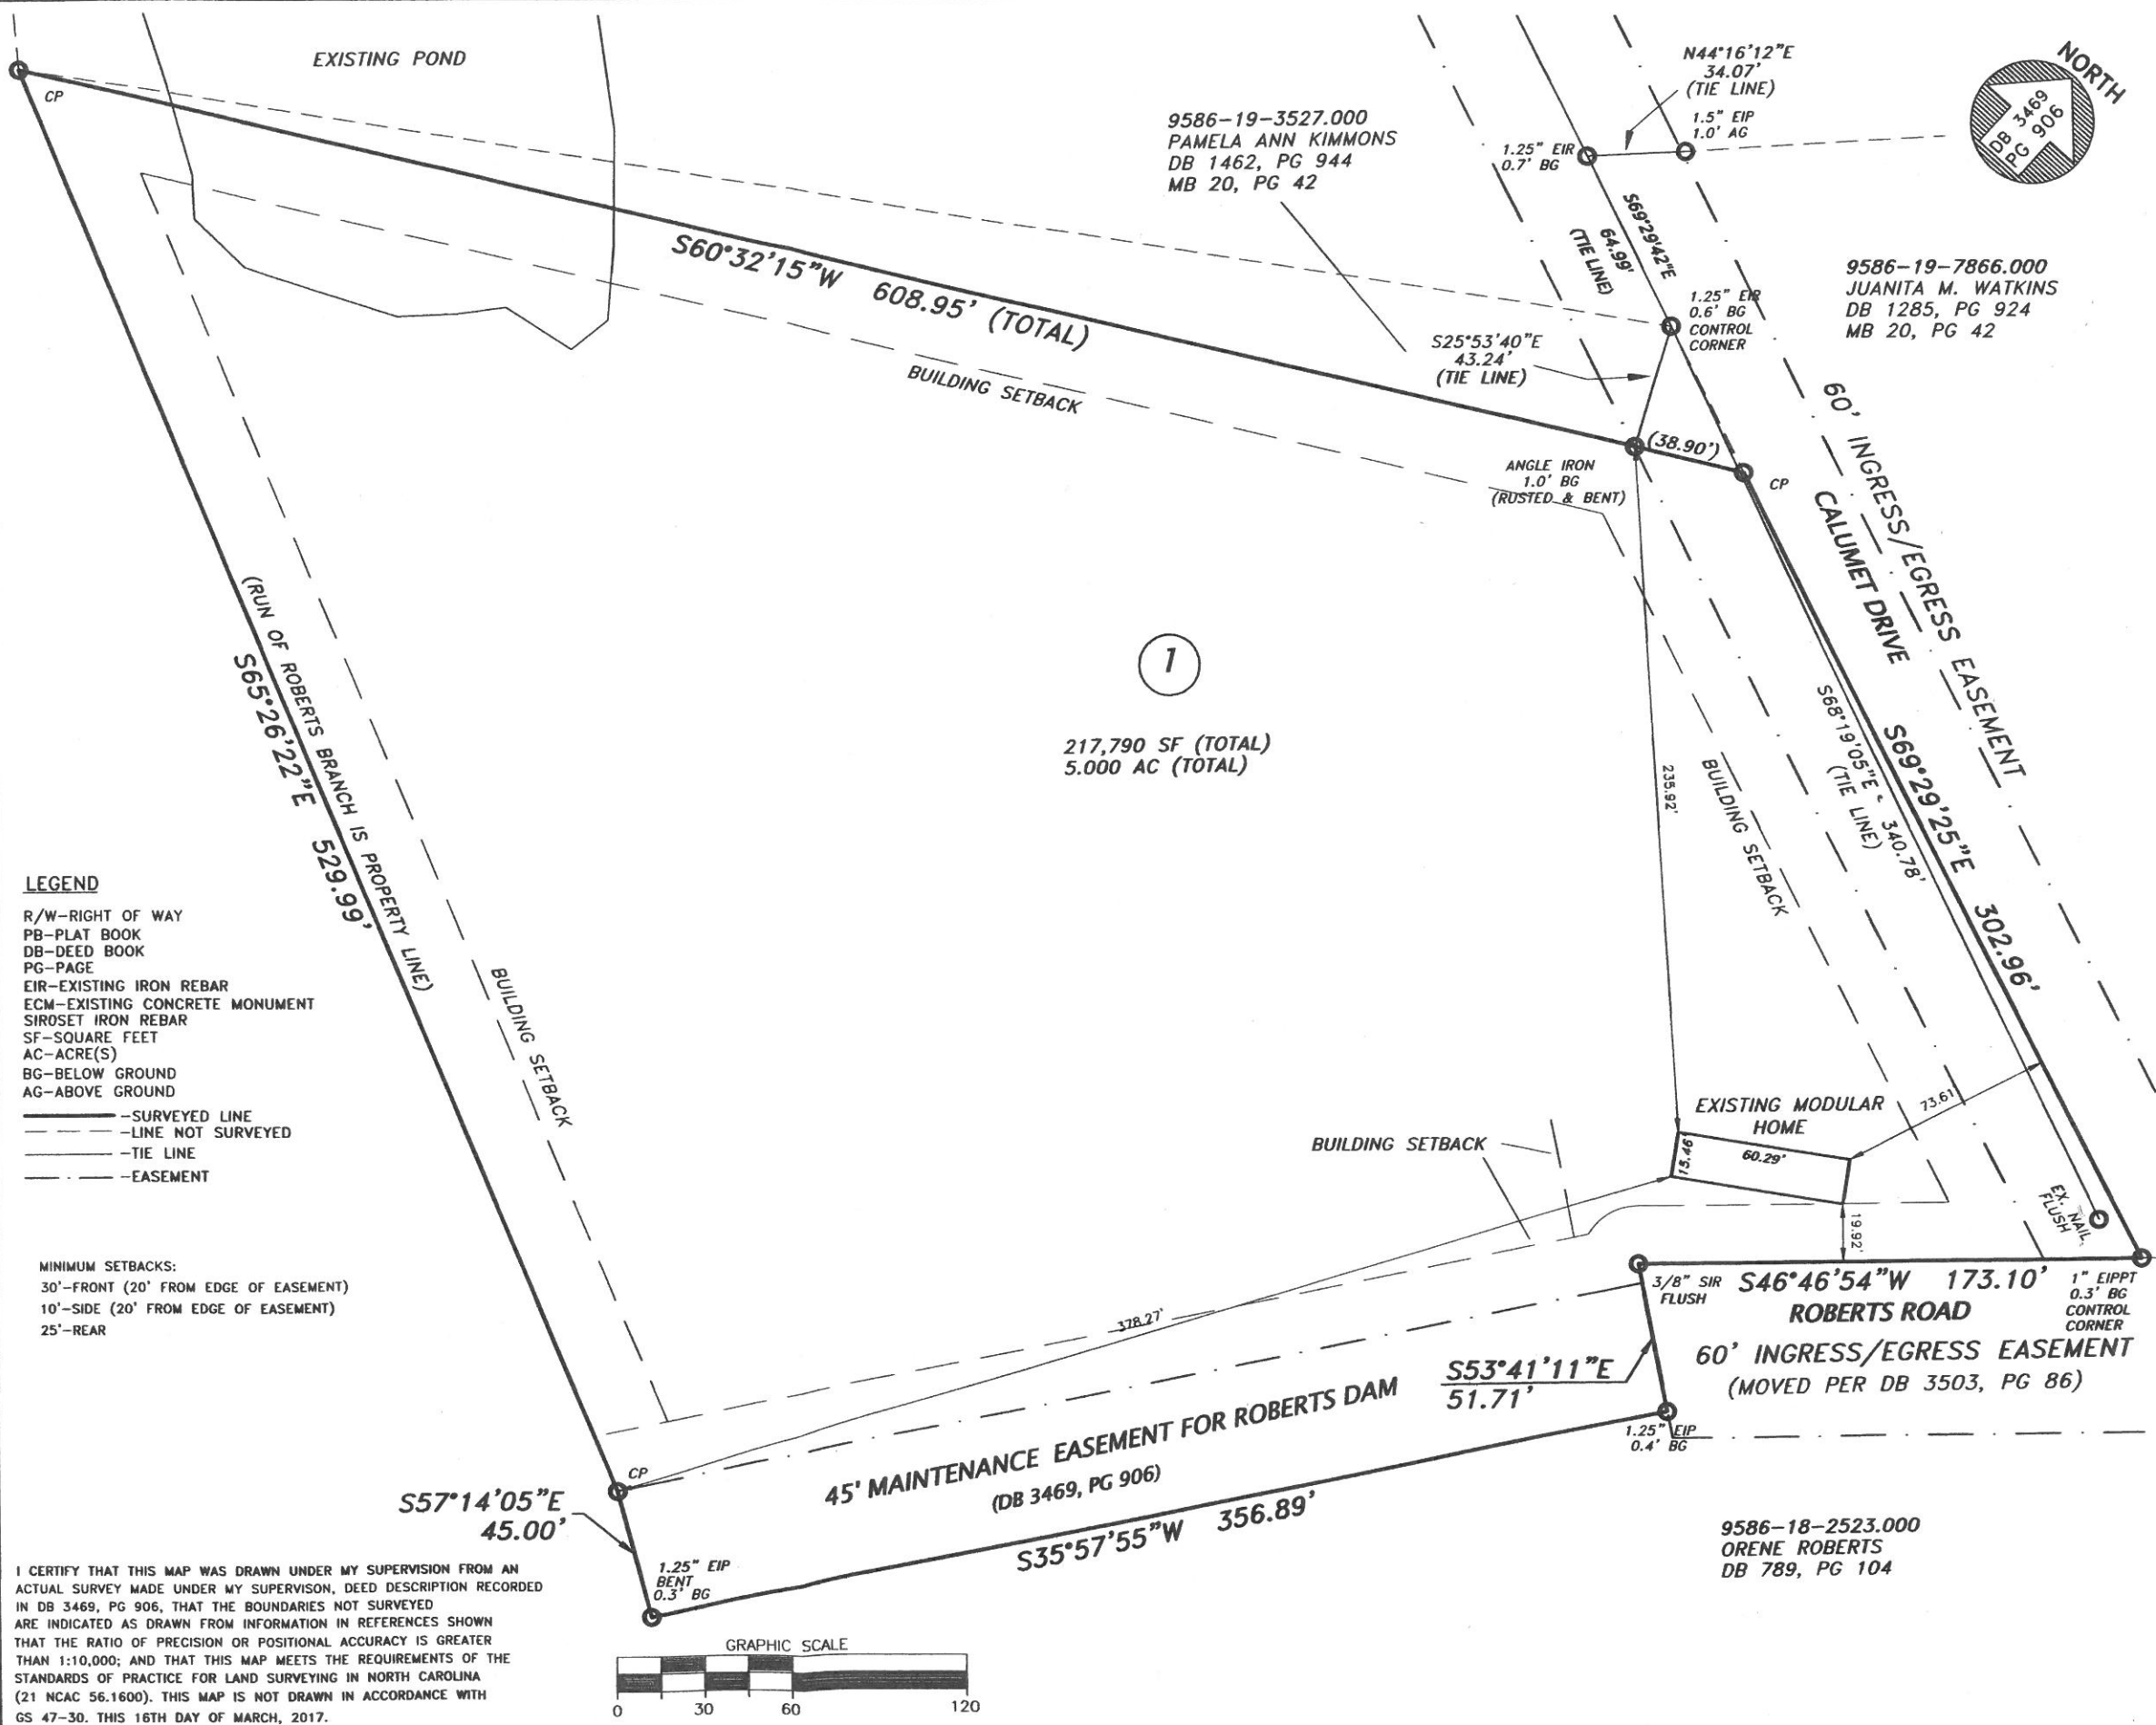 EXISTING POND
CP
N44°16'12"E
34.07'
(TIE LINE)
1.5" EIP
1.0' AG
NORTH
DB 3469
PG 906
9586-19-3527.000
PAMELA ANN KIMMONS
DB 1462, PG 944
MB 20, PG 42
1.25" EIR
0.7' BG
S69°29'42"E
64.99'
(TIE LINE)
9586-19-7866.000
JUANITA M. WATKINS
DB 1285, PG 924
MB 20, PG 42
1.25" EIR
0.6' BG
CONTROL
CORNER
S25°53'40"E
43.24'
(TIE LINE)
S60°32'15"W 608.95' (TOTAL)
BUILDING SETBACK
(38.90')
CP
ANGLE IRON
1.0' BG
(RUSTED & BENT)
60' INGRESS/EGRESS EASEMENT
CALUMET DRIVE
1
217,790 SF (TOTAL)
5.000 AC (TOTAL)
(RUN OF ROBERTS BRANCH IS PROPERTY LINE)
S65°26'22"E 529.99'
BUILDING SETBACK
235.92'
BUILDING SETBACK
S68°19'05"E - 340.78'
(TIE LINE)
S69°29'25"E 302.96'
LEGEND
R/W-RIGHT OF WAY
PB-PLAT BOOK
DB-DEED BOOK
PG-PAGE
EIR-EXISTING IRON REBAR
ECM-EXISTING CONCRETE MONUMENT
SIR0SET IRON REBAR
SF-SQUARE FEET
AC-ACRE(S)
BG-BELOW GROUND
AG-ABOVE GROUND
-SURVEYED LINE
-LINE NOT SURVEYED
-TIE LINE
-EASEMENT
MINIMUM SETBACKS:
30'-FRONT (20' FROM EDGE OF EASEMENT)
10'-SIDE (20' FROM EDGE OF EASEMENT)
25'-REAR
EXISTING MODULAR
HOME
73.61'
15.46'
60.29'
BUILDING SETBACK
19.92'
EX. NAIL
FLUSH
378.27'
3/8" SIR
FLUSH
S46°46'54"W 173.10'
1" EIPPT
0.3' BG
CONTROL
CORNER
ROBERTS ROAD
60' INGRESS/EGRESS EASEMENT
(MOVED PER DB 3503, PG 86)
S53°41'11"E
51.71'
1.25" EIP
0.4' BG
CP
45' MAINTENANCE EASEMENT FOR ROBERTS DAM
(DB 3469, PG 906)
S57°14'05"E
45.00'
S35°57'55"W 356.89'
1.25" EIP
BENT
0.3' BG
9586-18-2523.000
ORENE ROBERTS
DB 789, PG 104
I CERTIFY THAT THIS MAP WAS DRAWN UNDER MY SUPERVISION FROM AN
ACTUAL SURVEY MADE UNDER MY SUPERVISON, DEED DESCRIPTION RECORDED
IN DB 3469, PG 906, THAT THE BOUNDARIES NOT SURVEYED
ARE INDICATED AS DRAWN FROM INFORMATION IN REFERENCES SHOWN
THAT THE RATIO OF PRECISION OR POSITIONAL ACCURACY IS GREATER
THAN 1:10,000; AND THAT THIS MAP MEETS THE REQUIREMENTS OF THE
STANDARDS OF PRACTICE FOR LAND SURVEYING IN NORTH CAROLINA
(21 NCAC 56.1600). THIS MAP IS NOT DRAWN IN ACCORDANCE WITH
GS 47-30. THIS 16TH DAY OF MARCH, 2017.
GRAPHIC SCALE
0 30 60 120